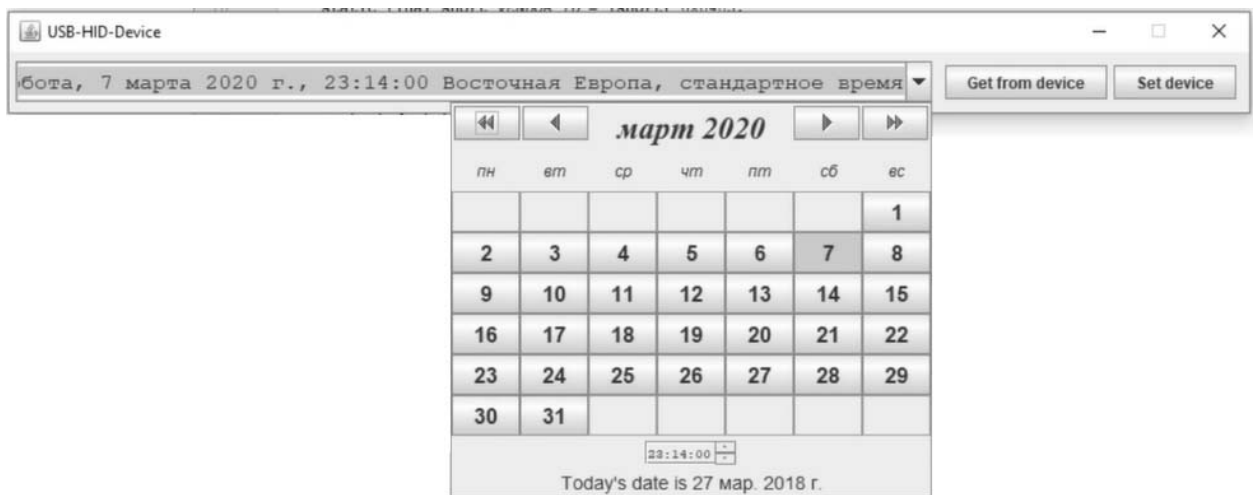 USB-HID-Device
бота, 7 марта 2020 г., 23:14:00 Восточная Европа, стандартное время Get from device Set device
март 2020
пн вт ср чт пт сб вс
1
2 3 4 5 6 7 8
9 10 11 12 13 14 15
16 17 18 19 20 21 22
23 24 25 26 27 28 29
30 31
23:14:00
Today's date is 27 мар. 2018 г.